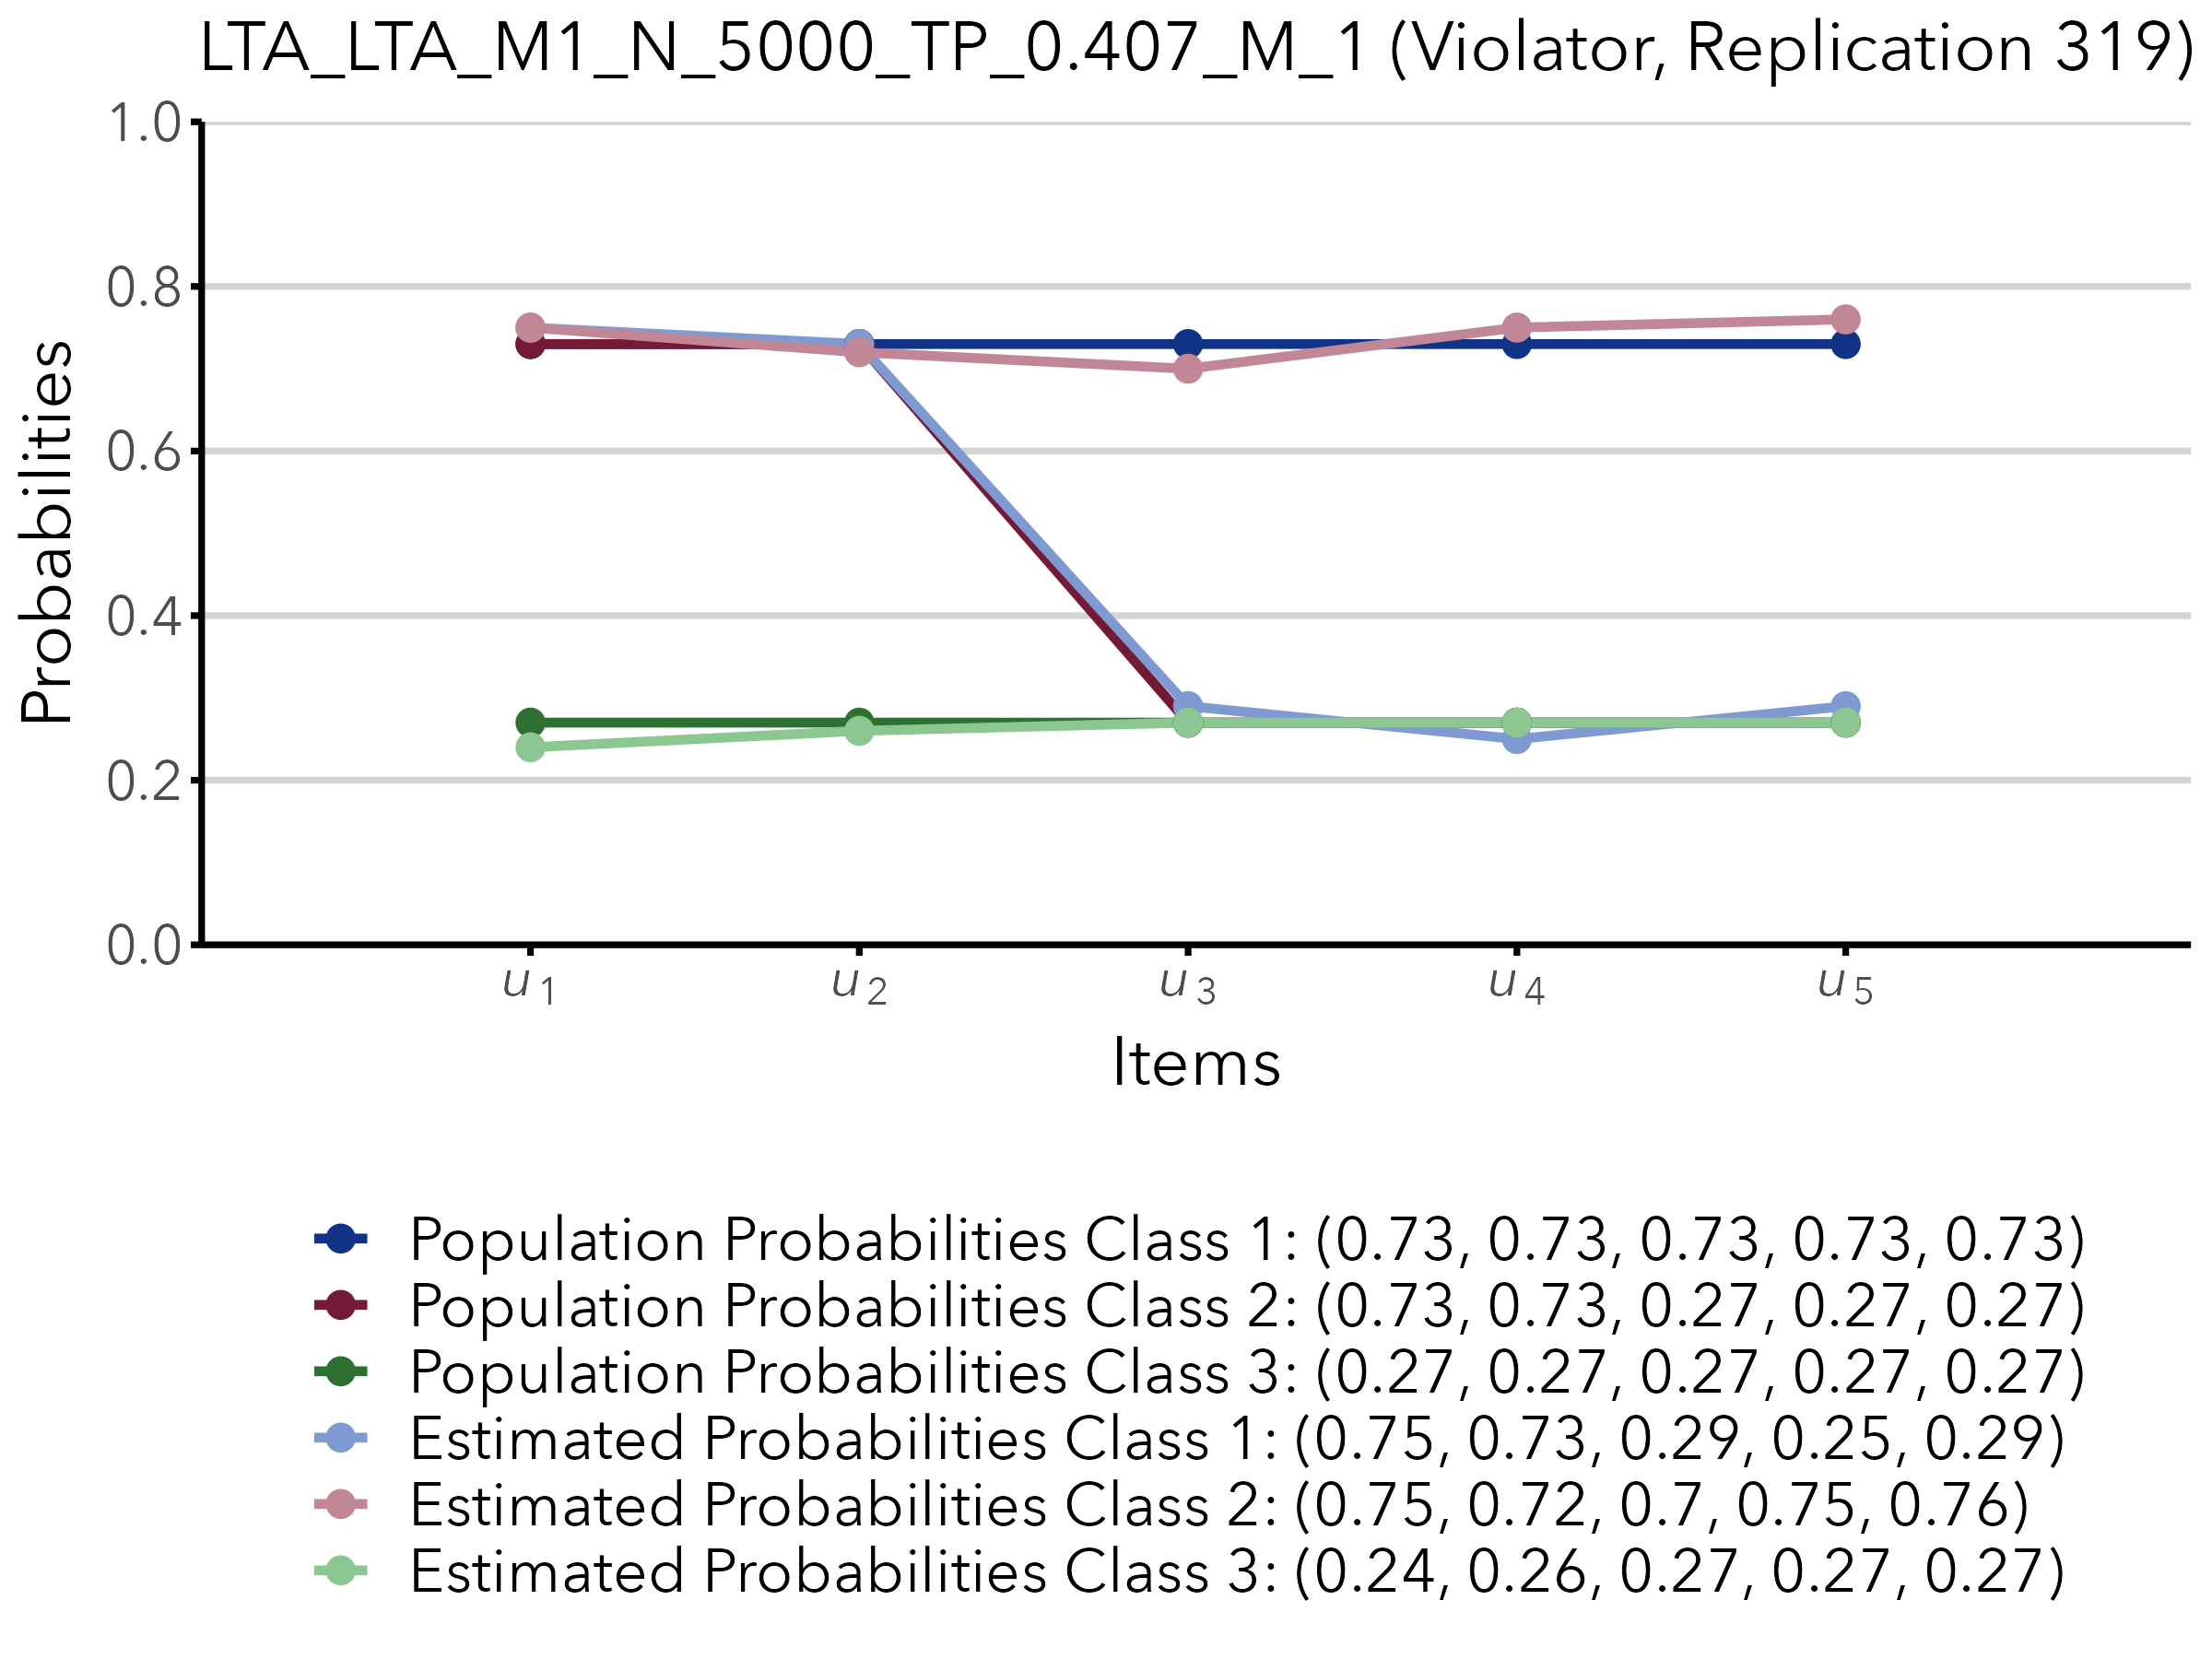 LTA_LTA_M1_N_5000_TP_0.407_M_1 (Violator, Replication 319)
1.0
0.8
0.6
0.4
0.2
0.0
Probabilities
u1 u2 u3 u4 u5
Items
Population Probabilities Class 1: (0.73, 0.73, 0.73, 0.73, 0.73)
Population Probabilities Class 2: (0.73, 0.73, 0.27, 0.27, 0.27)
Population Probabilities Class 3: (0.27, 0.27, 0.27, 0.27, 0.27)
Estimated Probabilities Class 1: (0.75, 0.73, 0.29, 0.25, 0.29)
Estimated Probabilities Class 2: (0.75, 0.72, 0.7, 0.75, 0.76)
Estimated Probabilities Class 3: (0.24, 0.26, 0.27, 0.27, 0.27)